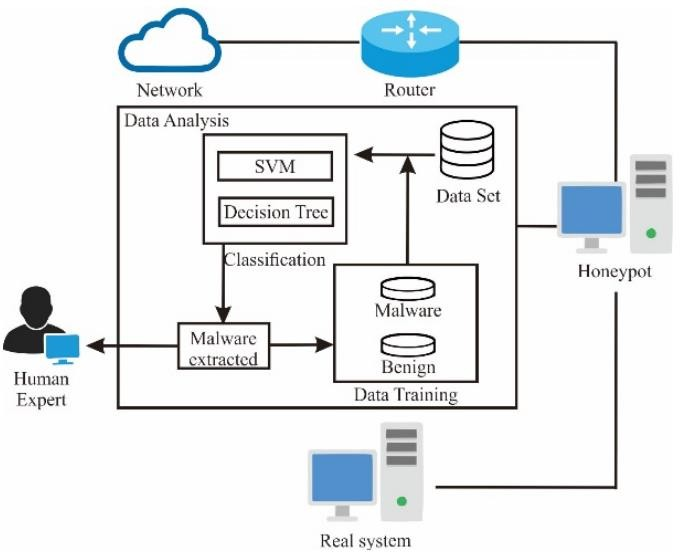 Network
Router
Data Analysis
SVM
Data Set
Decision Tree
Classification
Honeypot
Malware
Malware
extracted
Benign
Human
Expert
Data Training
Real system